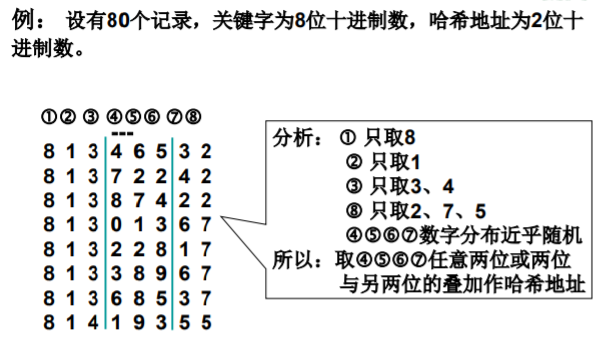 例： 设有80个记录，关键字为8位十进制数，哈希地址为2位十
进制数。
①② ③ ④⑤⑥ ⑦⑧
8 1 3 4 6 5 3 2
8 1 3 7 2 2 4 2
8 1 3 8 7 4 2 2
8 1 3 0 1 3 6 7
8 1 3 2 2 8 1 7
8 1 3 3 8 9 6 7
8 1 3 6 8 5 3 7
8 1 4 1 9 3 5 5
分析： ① 只取8
② 只取1
③ 只取3、4
⑧ 只取2、7、5
④⑤⑥⑦数字分布近乎随机
所以：取④⑤⑥⑦任意两位或两位
与另两位的叠加作哈希地址